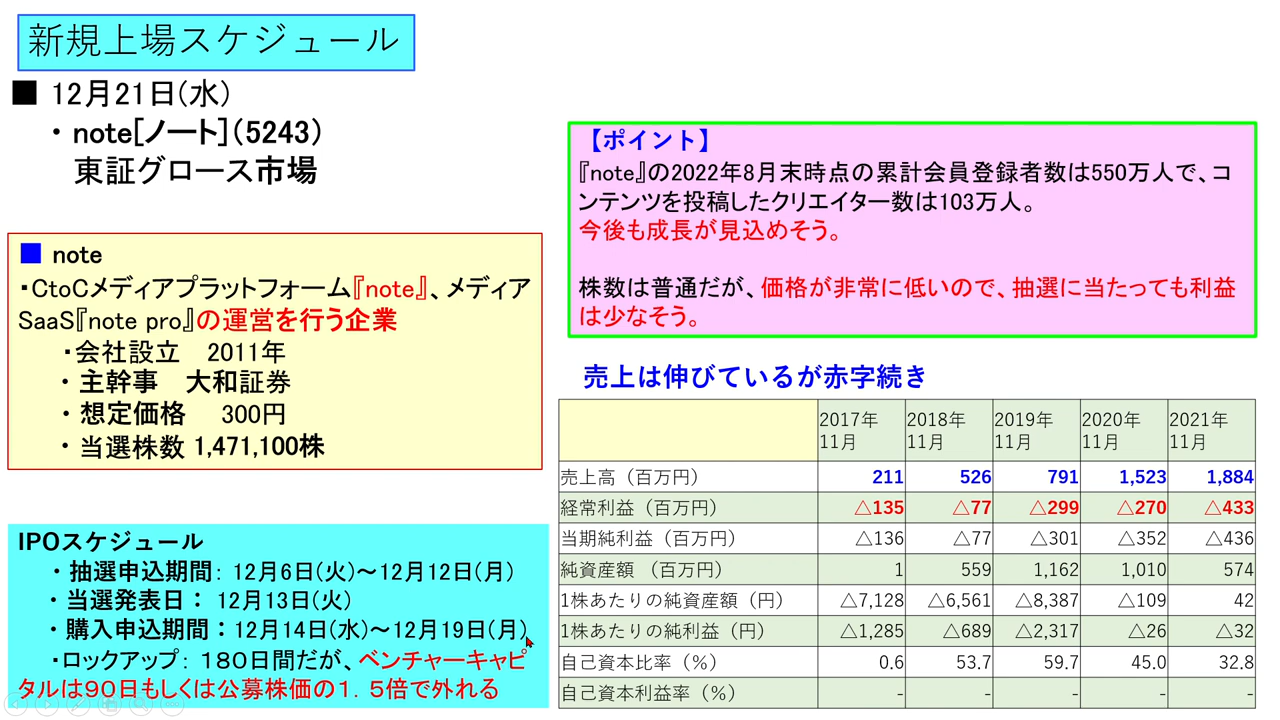 新規上場スケジュール
■ 12月21日(水)
・note[ノート](5243)
東証グロース市場
■ note
・CtoCメディアプラットフォーム『note』、メディア
SaaS『note pro』の運営を行う企業
・会社設立 2011年
・主幹事 大和証券
・想定価格 300円
・当選株数 1,471,100株
IPOスケジュール
・抽選申込期間: 12月6日(火)～12月12日(月)
・当選発表日: 12月13日(火)
・購入申込期間:12月14日(水)～12月19日(月)
・ロックアップ: 180日間だが、ベンチャーキャピ
タルは90日もしくは公募株価の1.5倍で外れる
【ポイント】
『note』の2022年8月末時点の累計会員登録者数は550万人で、コ
ンテンツを投稿したクリエイター数は103万人。
今後も成長が見込めそう。
株数は普通だが、価格が非常に低いので、抽選に当たっても利益
は少なそう。
売上は伸びているが赤字続き
2017年 2018年 2019年 2020年 2021年
11月 11月 11月 11月 11月
売上高(百万円) 211 526 791 1,523 1,884
経常利益(百万円) △135 △77 △299 △270 △433
当期純利益(百万円) △136 △77 △301 △352 △436
純資産額 (百万円) 1 559 1,162 1,010 574
1株あたりの純資産額(円) △7,128 △6,561 △8,387 △109 42
1株あたりの純利益(円) △1,285 △689 △2,317 △26 △32
自己資本比率(%) 0.6 53.7 59.7 45.0 32.8
自己資本利益率(%) - - - - -